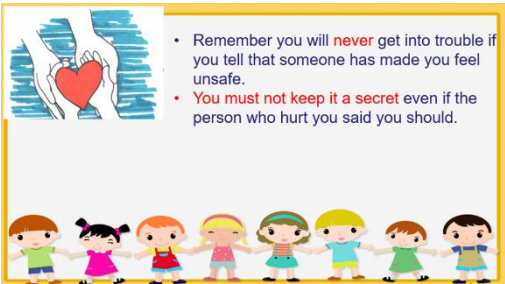 • Remember you will never get into trouble if
you tell that someone has made you feel
unsafe.
• You must not keep it a secret even if the
person who hurt you said you should.